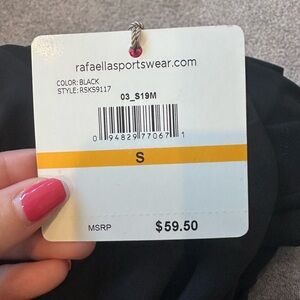 rafaellasportswear.com
COLOR: BLACK
STYLE: RSKS9117
03_S19M
0 94829 77067 1
S
MSRP $59.50